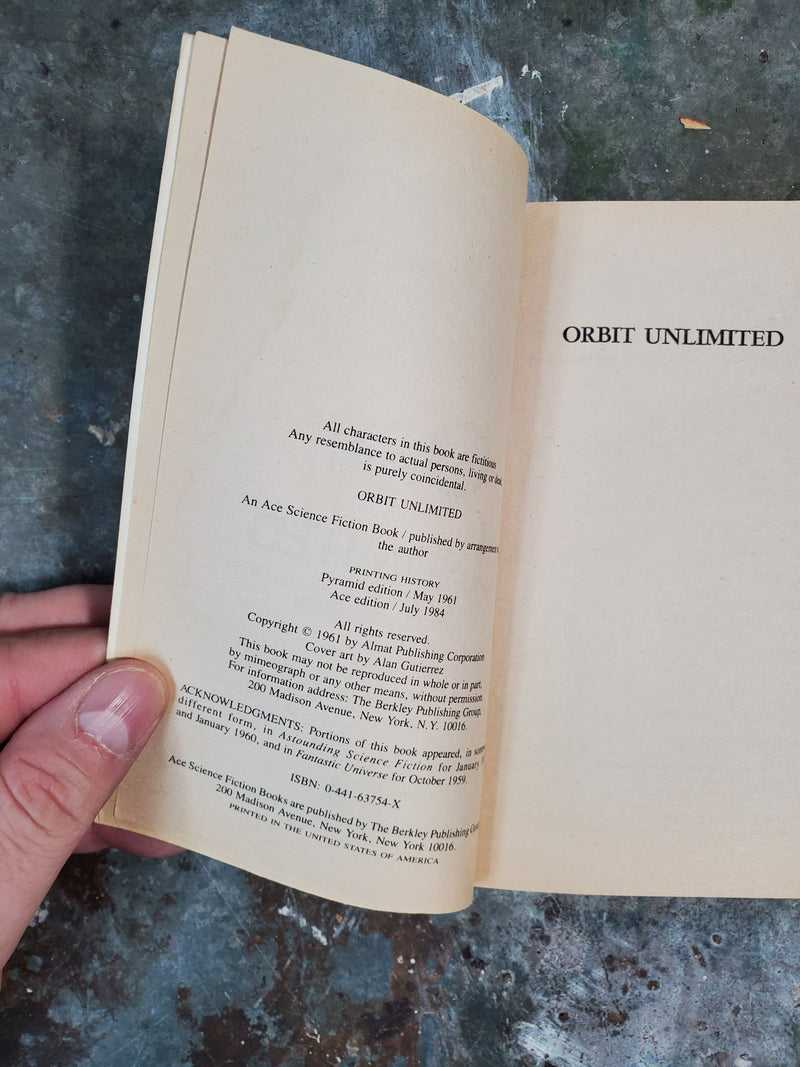 All characters in this book are fictitious
Any resemblance to actual persons, living or dead,
is purely coincidental.
ORBIT UNLIMITED
An Ace Science Fiction Book / published by arrangement
the author
PRINTING HISTORY
Pyramid edition / May 1961
Ace edition / July 1984
All rights reserved.
Copyright © 1961 by Almat Publishing Corporation
Cover art by Alan Gutierrez
This book may not be reproduced in whole or in part,
by mimeograph or any other means, without permission.
For information address: The Berkley Publishing Group,
200 Madison Avenue, New York, N.Y. 10016.
ACKNOWLEDGMENTS: Portions of this book appeared, in
different form, in Astounding Science Fiction for January
and January 1960, and in Fantastic Universe for October 1959.
ISBN: 0-441-63754-X
Ace Science Fiction Books are published by The Berkley Publishing
200 Madison Avenue, New York, New York 10016.
PRINTED IN THE UNITED STATES OF AMERICA
ORBIT UNLIMITED